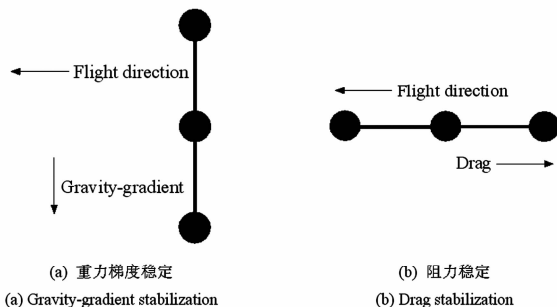 Flight direction
Gravity-gradient
(a) 重力梯度稳定
(a) Gravity-gradient stabilization
Flight direction
Drag
(b) 阻力稳定
(b) Drag stabilization